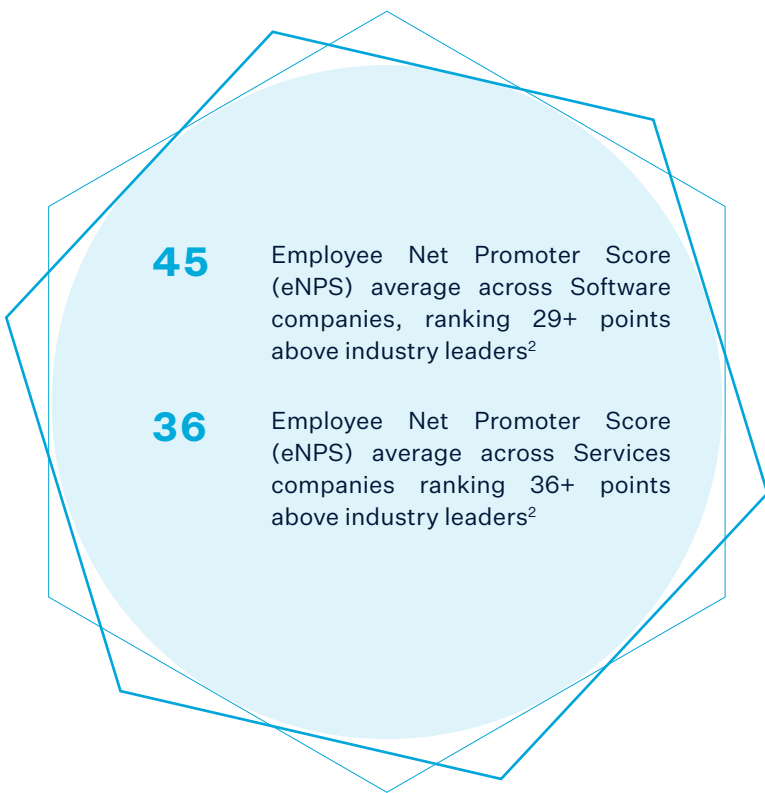 45
Employee Net Promoter Score
(eNPS) average across Software
companies, ranking 29+ points
above industry leaders²
36
Employee Net Promoter Score
(eNPS) average across Services
companies ranking 36+ points
above industry leaders²